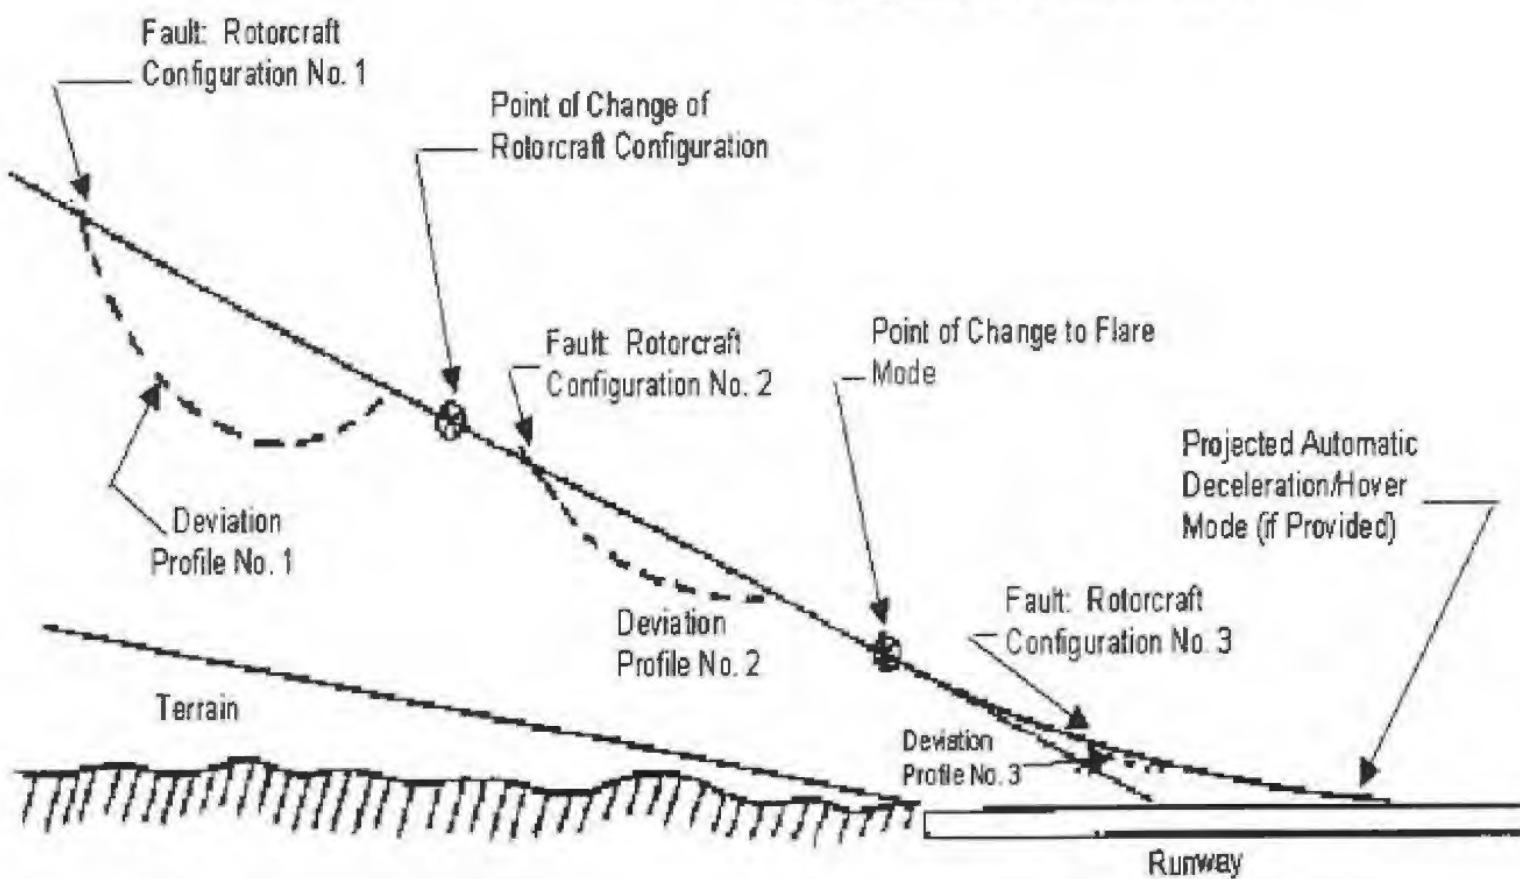 Fault: Rotorcraft
Configuration No. 1
Point of Change of
Rotorcraft Configuration
Fault: Rotorcraft
Configuration No. 2
Point of Change to Flare
Mode
Projected Automatic
Deceleration/Hover
Mode (if Provided)
Deviation
Profile No. 1
Fault: Rotorcraft
Configuration No. 3
Deviation
Profile No. 2
Terrain
Deviation
Profile No. 3
Runway